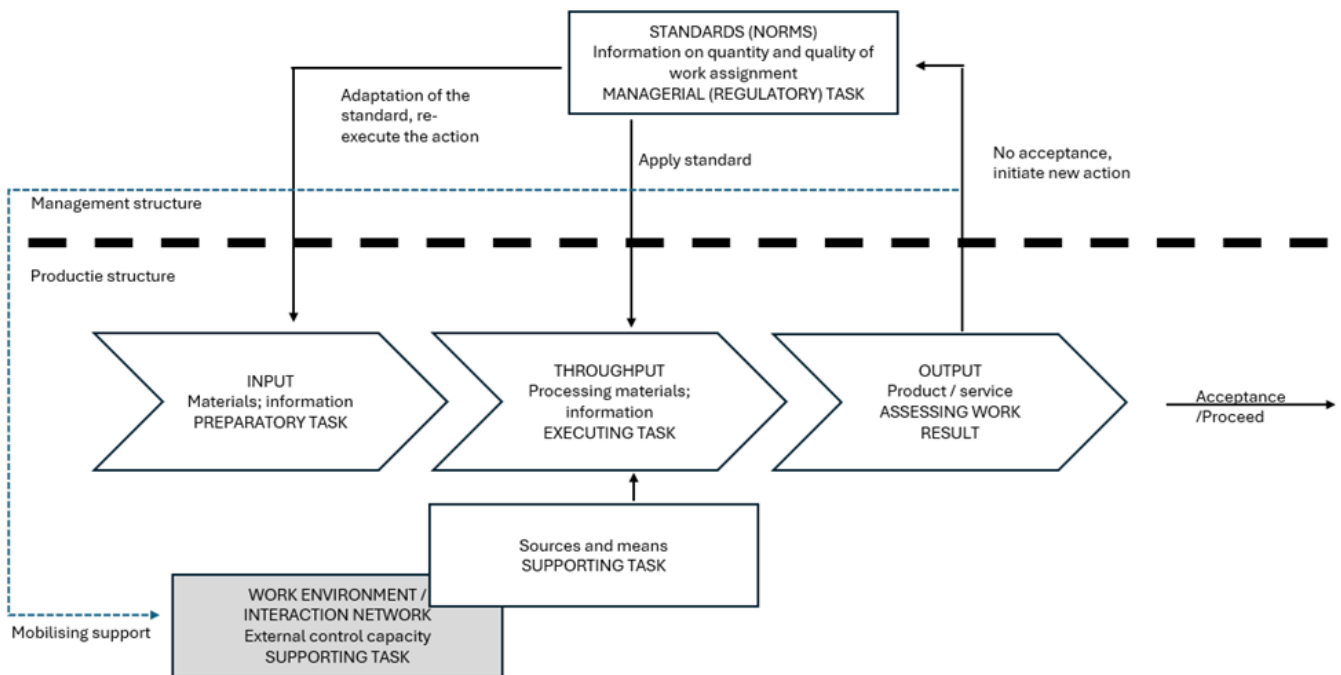 STANDARDS (NORMS)
Information on quantity and quality of
work assignment
MANAGERIAL (REGULATORY) TASK
Adaptation of the
standard, re-
execute the action
Apply standard
No acceptance,
initiate new action
Management structure
Productie structure
INPUT
Materials; information
PREPARATORY TASK
THROUGHPUT
Processing materials;
information
EXECUTING TASK
OUTPUT
Product / service
ASSESSING WORK
RESULT
Acceptance
/Proceed
Sources and means
SUPPORTING TASK
WORK ENVIRONMENT /
INTERACTION NETWORK
External control capacity
SUPPORTING TASK
Mobilising support